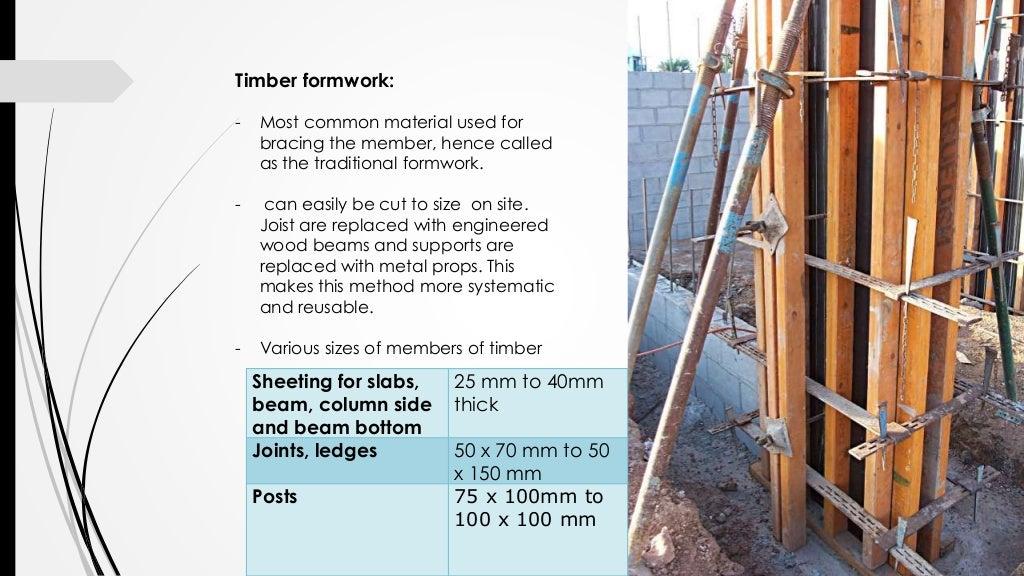 Timber formwork:
- Most common material used for
bracing the member, hence called
as the traditional formwork.
- can easily be cut to size on site.
Joist are replaced with engineered
wood beams and supports are
replaced with metal props. This
makes this method more systematic
and reusable.
- Various sizes of members of timber
Sheeting for slabs,
beam, column side
and beam bottom
25 mm to 40mm
thick
Joints, ledges
50 x 70 mm to 50
x 150 mm
Posts
75 x 100mm to
100 x 100 mm